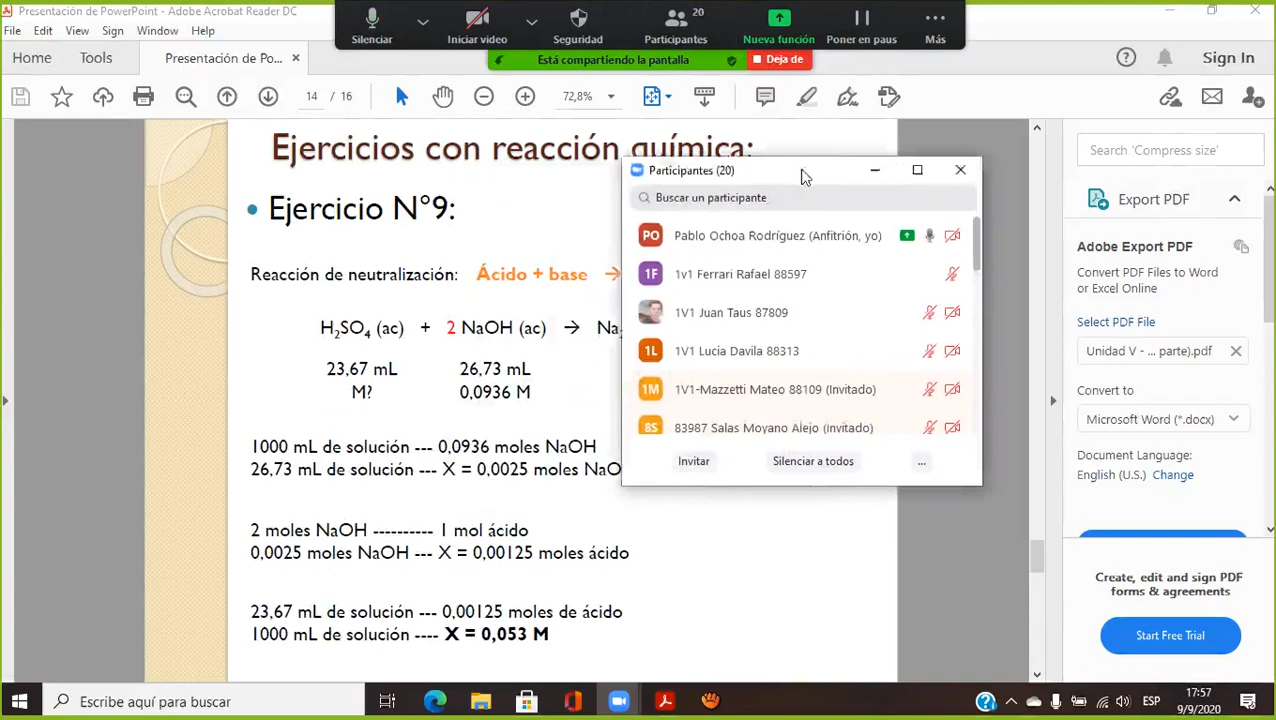 Presentación de PowerPoint - Adobe Acrobat Reader DC
File Edit View Window Help
Silenciar
Iniciar video
Seguridad
20
Participantes
Nueva función
Poner en paus
Más
Está compartiendo la pantalla
Deja de
Home Tools Presentación de Po...
Sign In
14 / 16
72,8%
Ejercicios con reacción química:
Ejercicio N°9:
Reacción de neutralización: Ácido + base →
H₂SO₄ (ac) + 2 NaOH (ac) → Na₂
23,67 mL 26,73 mL
M? 0,0936 M
1000 mL de solución --- 0,0936 moles NaOH
26,73 mL de solución --- X = 0,0025 moles NaO
2 moles NaOH ---------- 1 mol ácido
0,0025 moles NaOH --- X = 0,00125 moles ácido
23,67 mL de solución --- 0,00125 moles de ácido
1000 mL de solución ---- X = 0,053 M
Participantes (20)
Buscar un participante
PO Pablo Ochoa Rodríguez (Anfitrión, yo)
1F 1v1 Ferrari Rafael 88597
1V1 Juan Taus 87809
1L 1V1 Lucia Davila 88313
1M 1V1-Mazzetti Mateo 88109 (Invitado)
8S 83987 Salas Moyano Alejo (Invitado)
Invitar Silenciar a todos ...
Search 'Compress size'
Export PDF
Adobe Export PDF
Convert PDF Files to Word
or Excel Online
Select PDF File
Unidad V - ... parte).pdf
Convert to
Microsoft Word (*.docx)
Document Language:
English (U.S.) Change
Create, edit and sign PDF
forms & agreements
Start Free Trial
Escribe aquí para buscar
ESP
17:57
9/9/2020